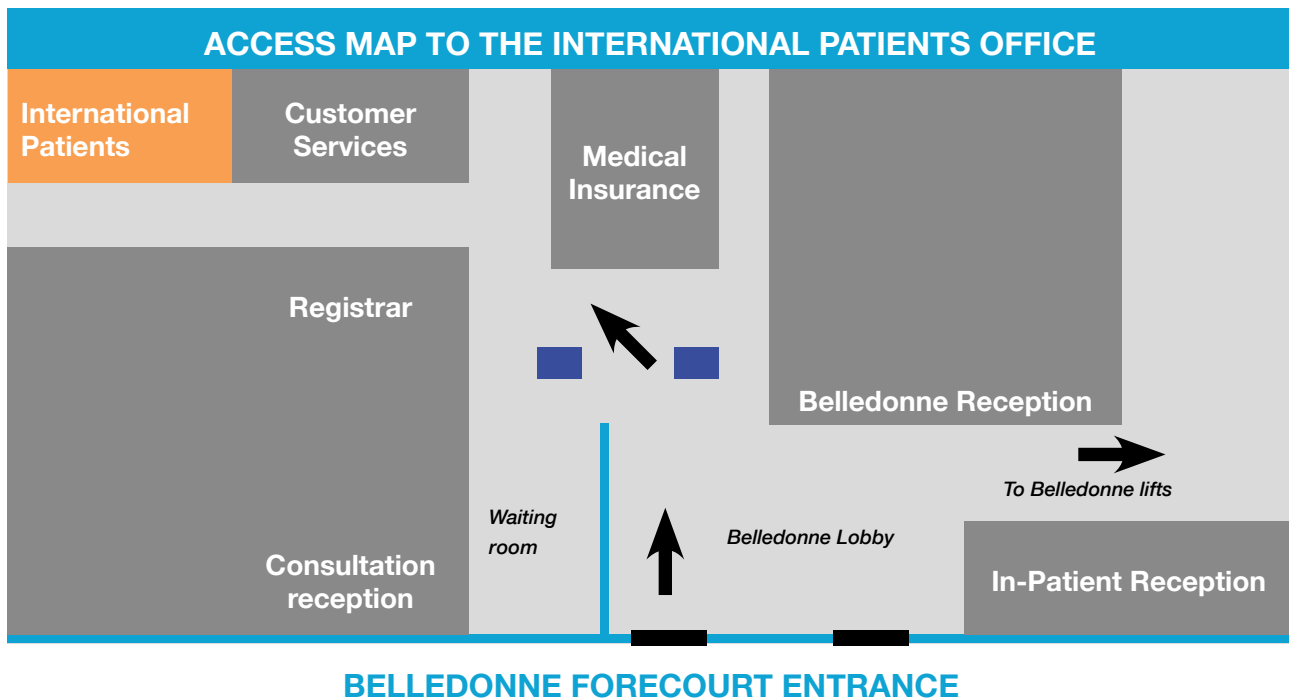 ACCESS MAP TO THE INTERNATIONAL PATIENTS OFFICE
International
Patients
Customer
Services
Medical
Insurance
Registrar
Belledonne Reception
To Belledonne lifts
Waiting
room
Belledonne Lobby
Consultation
reception
In-Patient Reception
BELLEDONNE FORECOURT ENTRANCE